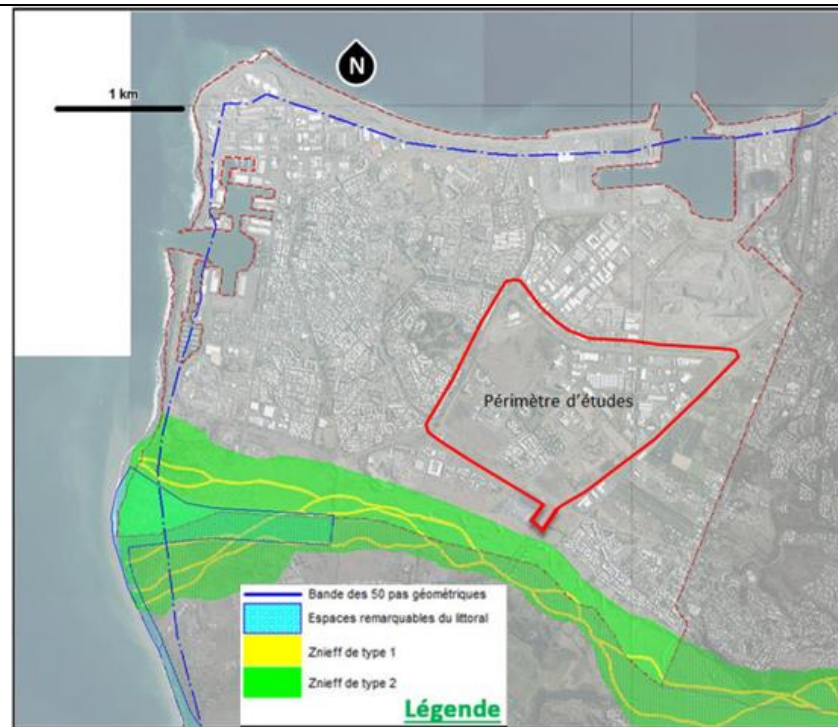 N
1 km
Périmètre d'études
Bande des 50 pas géométriques
Espaces remarquables du littoral
Znieff de type 1
Znieff de type 2
Légende